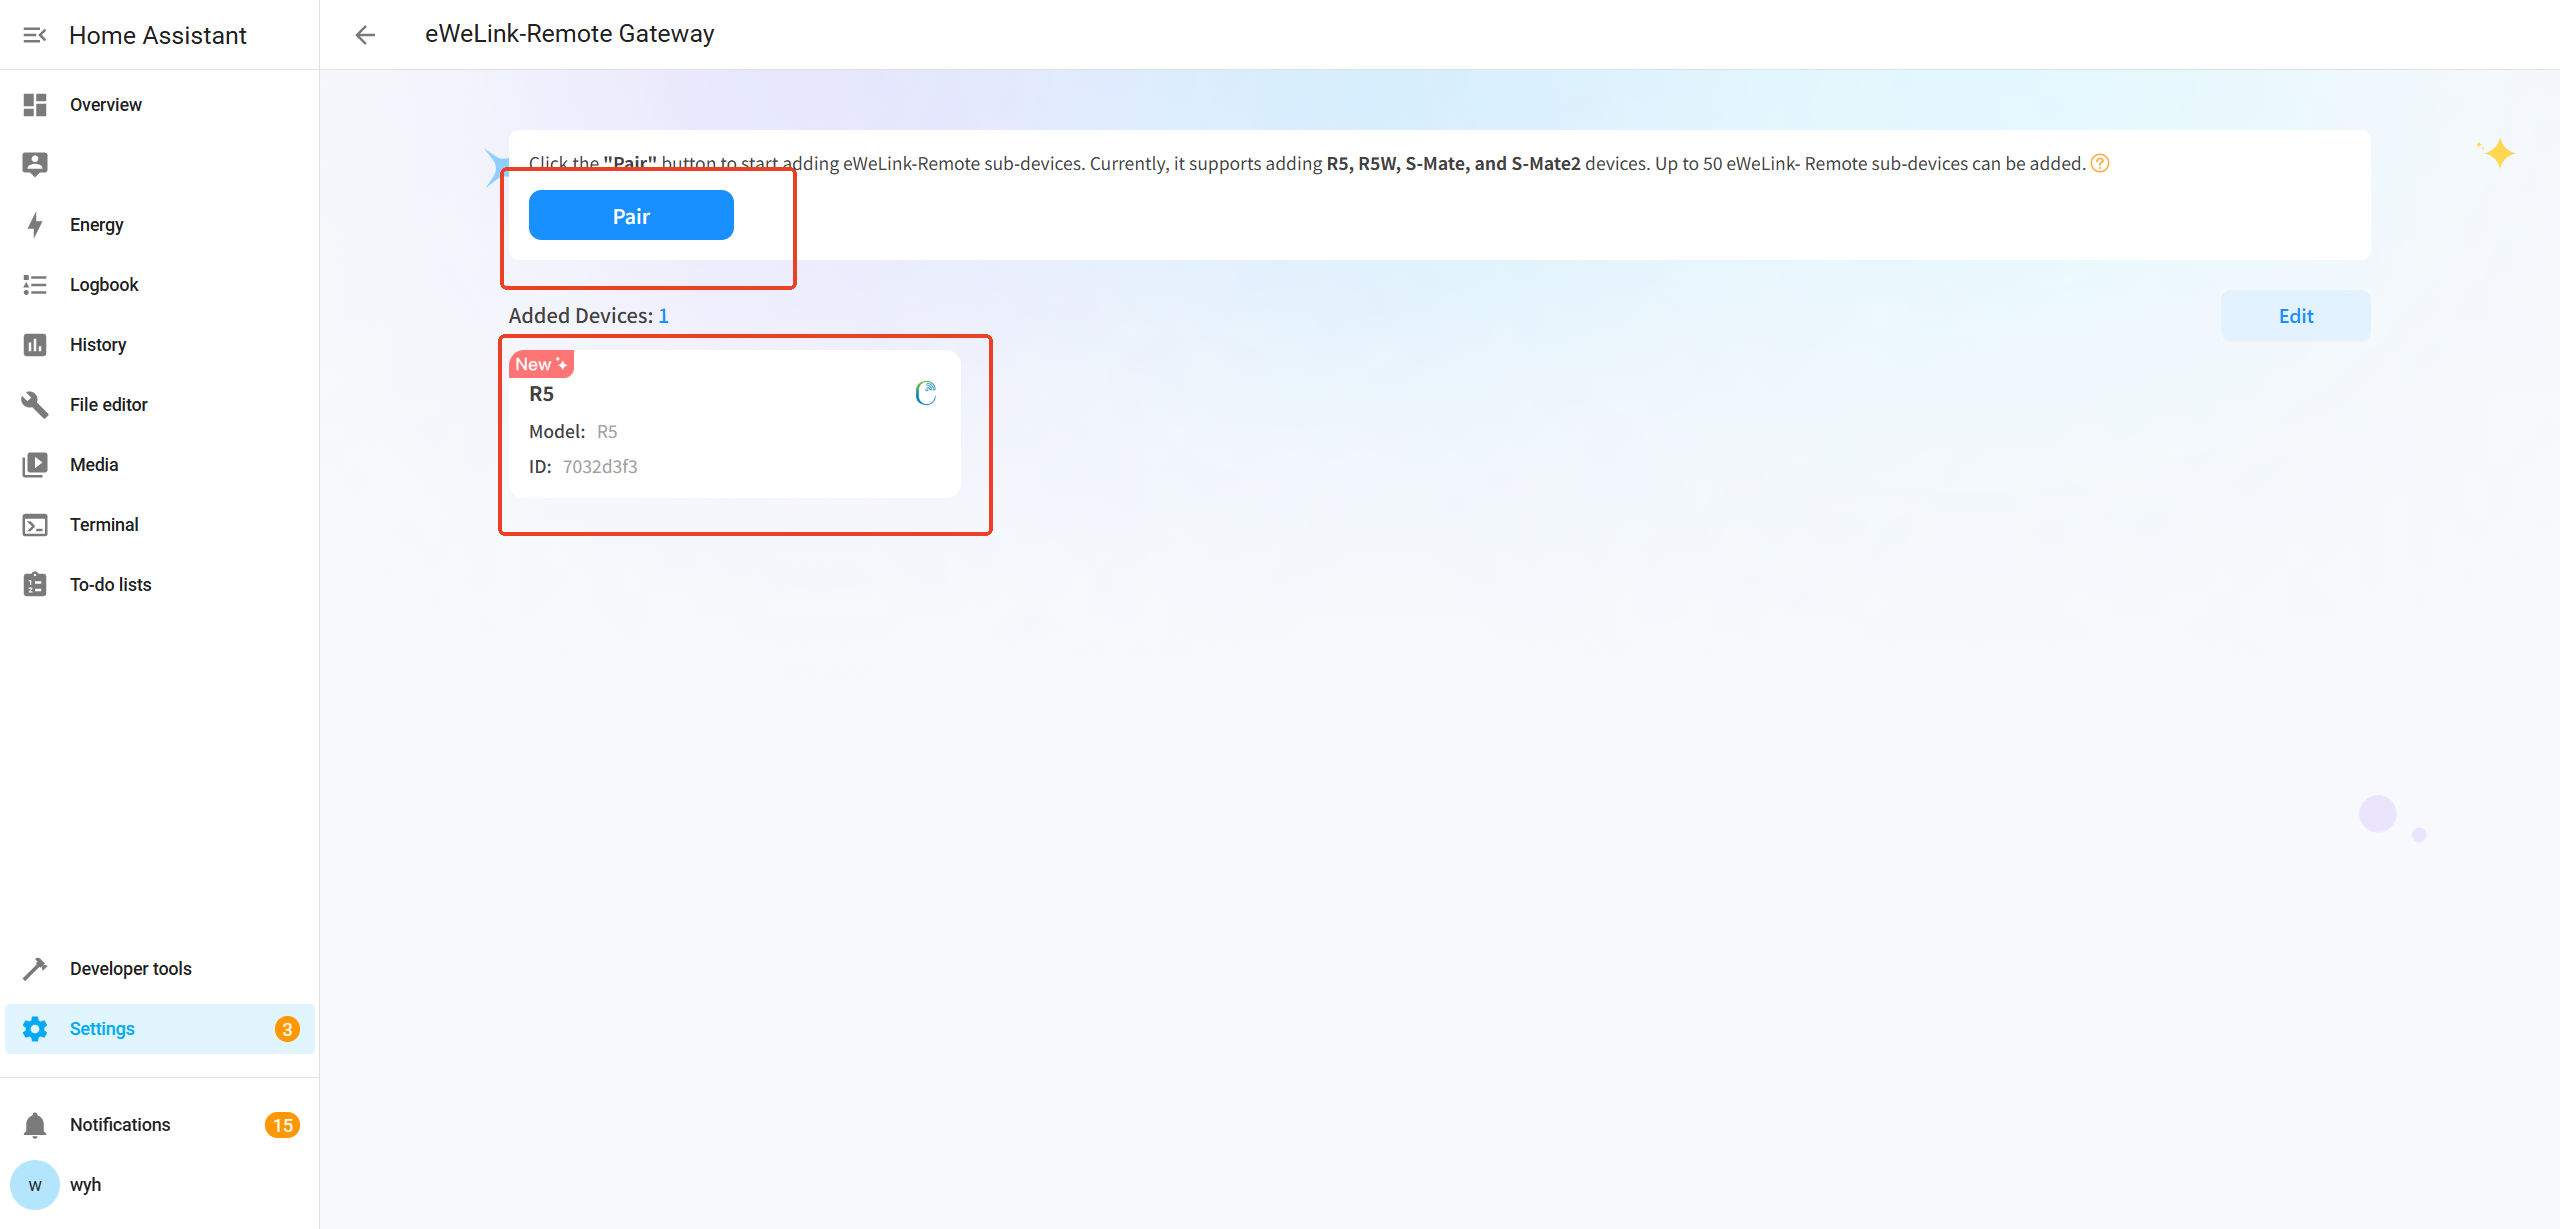 Home Assistant
eWeLink-Remote Gateway
Overview
Energy
Logbook
History
File editor
Media
Terminal
To-do lists
Developer tools
Settings
3
Notifications
15
w
wyh
Click the "Pair" button to start adding eWeLink-Remote sub-devices. Currently, it supports adding R5, R5W, S-Mate, and S-Mate2 devices. Up to 50 eWeLink- Remote sub-devices can be added. ?
Pair
Added Devices: 1
Edit
New
R5
Model: R5
ID: 7032d3f3